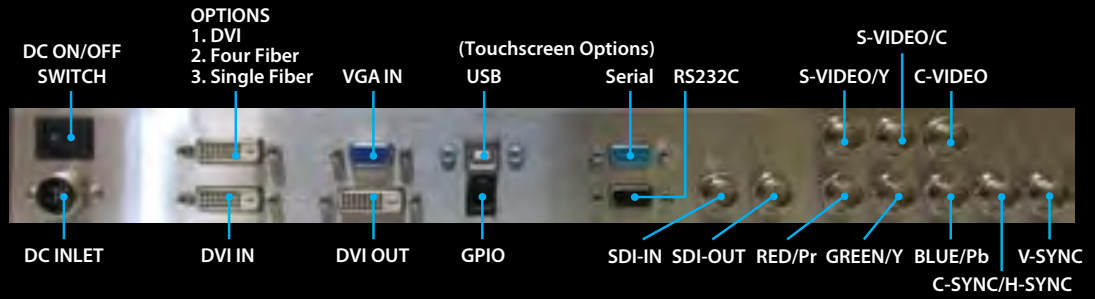 OPTIONS
1. DVI
2. Four Fiber
3. Single Fiber
DC ON/OFF
SWITCH
VGA IN
(Touchscreen Options)
USB
Serial
RS232C
S-VIDEO/C
S-VIDEO/Y
C-VIDEO
DC INLET
DVI IN
DVI OUT
GPIO
SDI-IN
SDI-OUT
RED/Pr
GREEN/Y
BLUE/Pb
V-SYNC
C-SYNC/H-SYNC